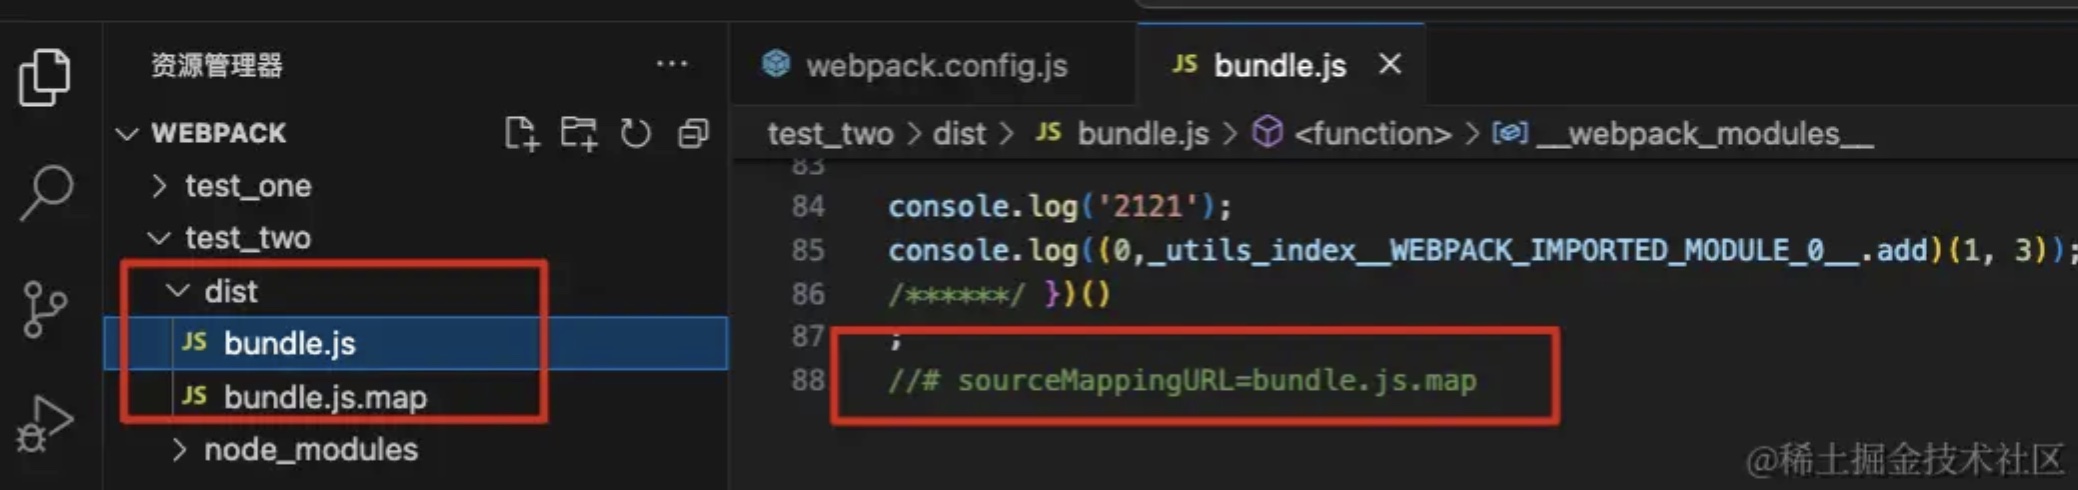 资源管理器 ···
WEBPACK
test_one
test_two
dist
JS bundle.js
JS bundle.js.map
node_modules
webpack.config.js
JS bundle.js ×
test_two > dist > JS bundle.js > <function> > __webpack_modules__
83
84 console.log('2121');
85 console.log((0,_utils_index__WEBPACK_IMPORTED_MODULE_0__.add)(1, 3));
86 /******/ })()
87 ;
88 //# sourceMappingURL=bundle.js.map
@稀土掘金技术社区